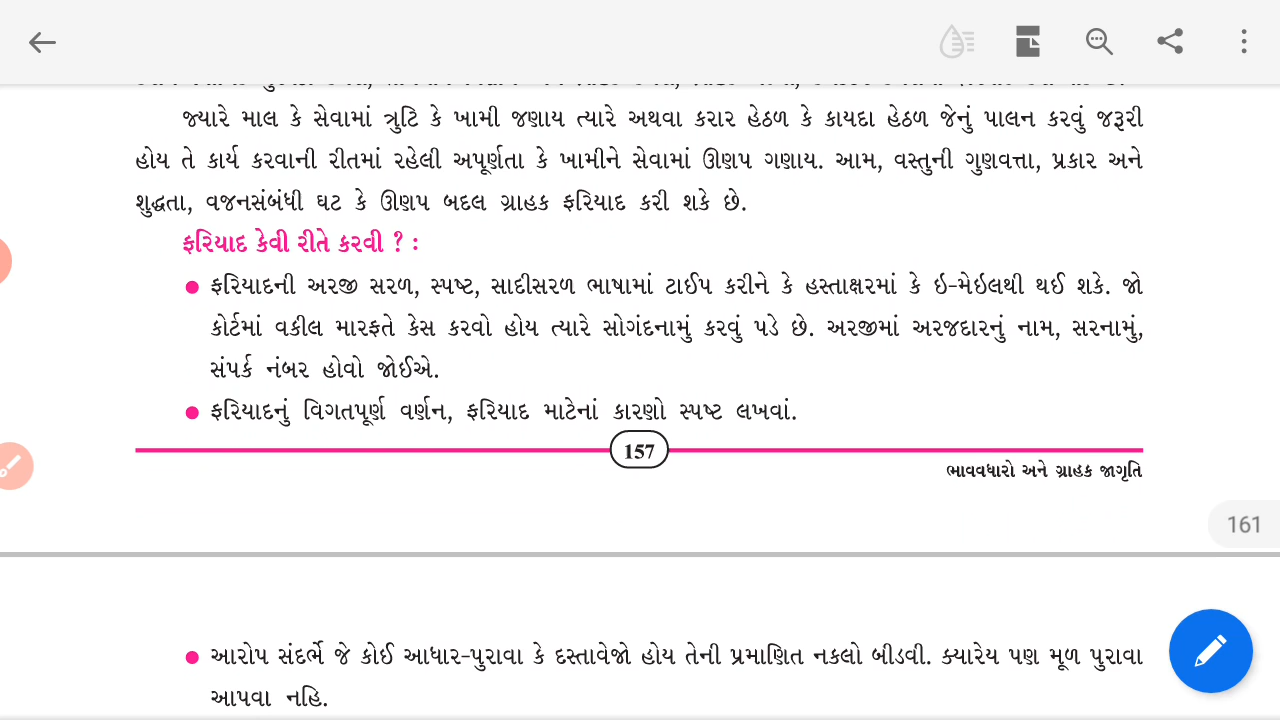 જ્યારે માલ કે સેવામાં ત્રુટિ કે ખામી જણાય ત્યારે અથવા કરાર હેઠળ કે કાયદા હેઠળ જેનું પાલન કરવું જરૂરી
હોય તે કાર્ય કરવાની રીતમાં રહેલી અપૂર્ણતા કે ખામીને સેવામાં ઊણપ ગણાય. આમ, વસ્તુની ગુણવત્તા, પ્રકાર અને
શુદ્ધતા, વજનસંબંધી ઘટ કે ઊણપ બદલ ગ્રાહક ફરિયાદ કરી શકે છે.
ફરિયાદ કેવી રીતે કરવી ? :
● ફરિયાદની અરજી સરળ, સ્પષ્ટ, સાદીસરળ ભાષામાં ટાઈપ કરીને કે હસ્તાક્ષરમાં કે ઇ-મેઇલથી થઈ શકે. જો
કોર્ટમાં વકીલ મારફતે કેસ કરવો હોય ત્યારે સોગંદનામું કરવું પડે છે. અરજીમાં અરજદારનું નામ, સરનામું,
સંપર્ક નંબર હોવો જોઈએ.
● ફરિયાદનું વિગતપૂર્ણ વર્ણન, ફરિયાદ માટેનાં કારણો સ્પષ્ટ લખવાં.
157
ભાવવધારો અને ગ્રાહક જાગૃતિ
161
● આરોપ સંદર્ભે જે કોઈ આધાર-પુરાવા કે દસ્તાવેજો હોય તેની પ્રમાણિત નકલો બીડવી. ક્યારેય પણ મૂળ પુરાવા
આપવા નહિ.